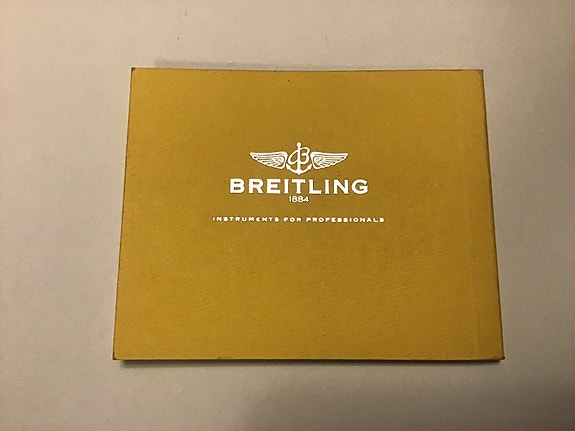 BREITLING
1884
INSTRUMENTS FOR PROFESSIONALS